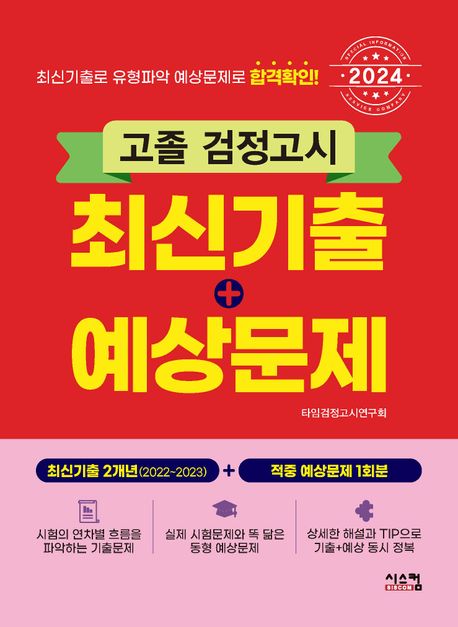 최신기출로 유형파악 예상문제로 합격확인!
SPECIAL INFORMATION
2024
SERVICE COMPANY
고졸 검정고시
최신기출
+
예상문제
타임검정고시연구회
최신기출 2개년(2022~2023) + 적중 예상문제 1회분
시험의 연차별 흐름을
파악하는 기출문제
실제 시험문제와 똑 닮은
동형 예상문제
상세한 해설과 TIP으로
기출+예상 동시 정복
시스컴
SISCOM